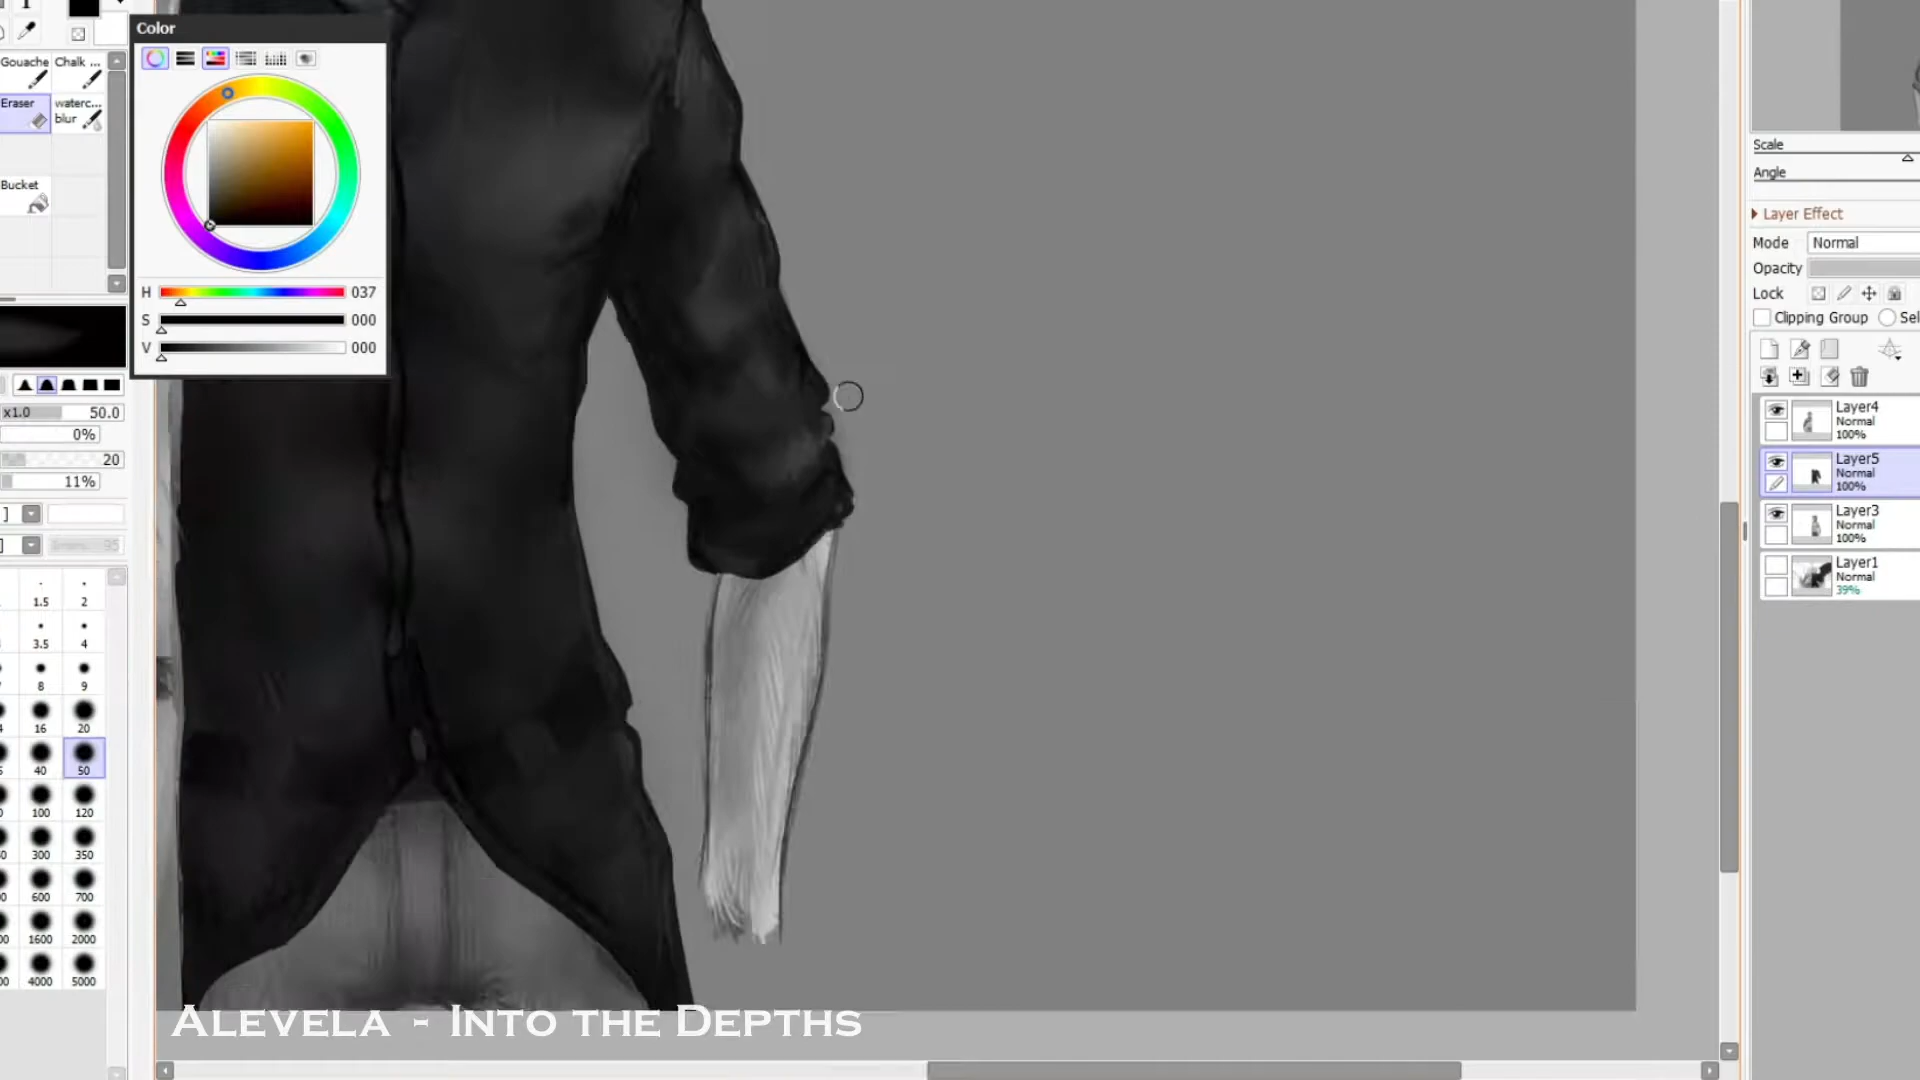 Color
Gouache
Chalk ...
Eraser
waterc...
blur
Bucket
H 037
S 000
V 000
x1.0 50.0
0%
20
11%
1.5 2
3.5 4
8 9
16 20
40 50
100 120
300 350
600 700
1600 2000
4000 5000
Scale
Angle
Layer Effect
Mode Normal
Opacity
Lock
Clipping Group Sel
Layer4
Normal
100%
Layer5
Normal
100%
Layer3
Normal
100%
Layer1
Normal
39%
Alevela - Into the Depths